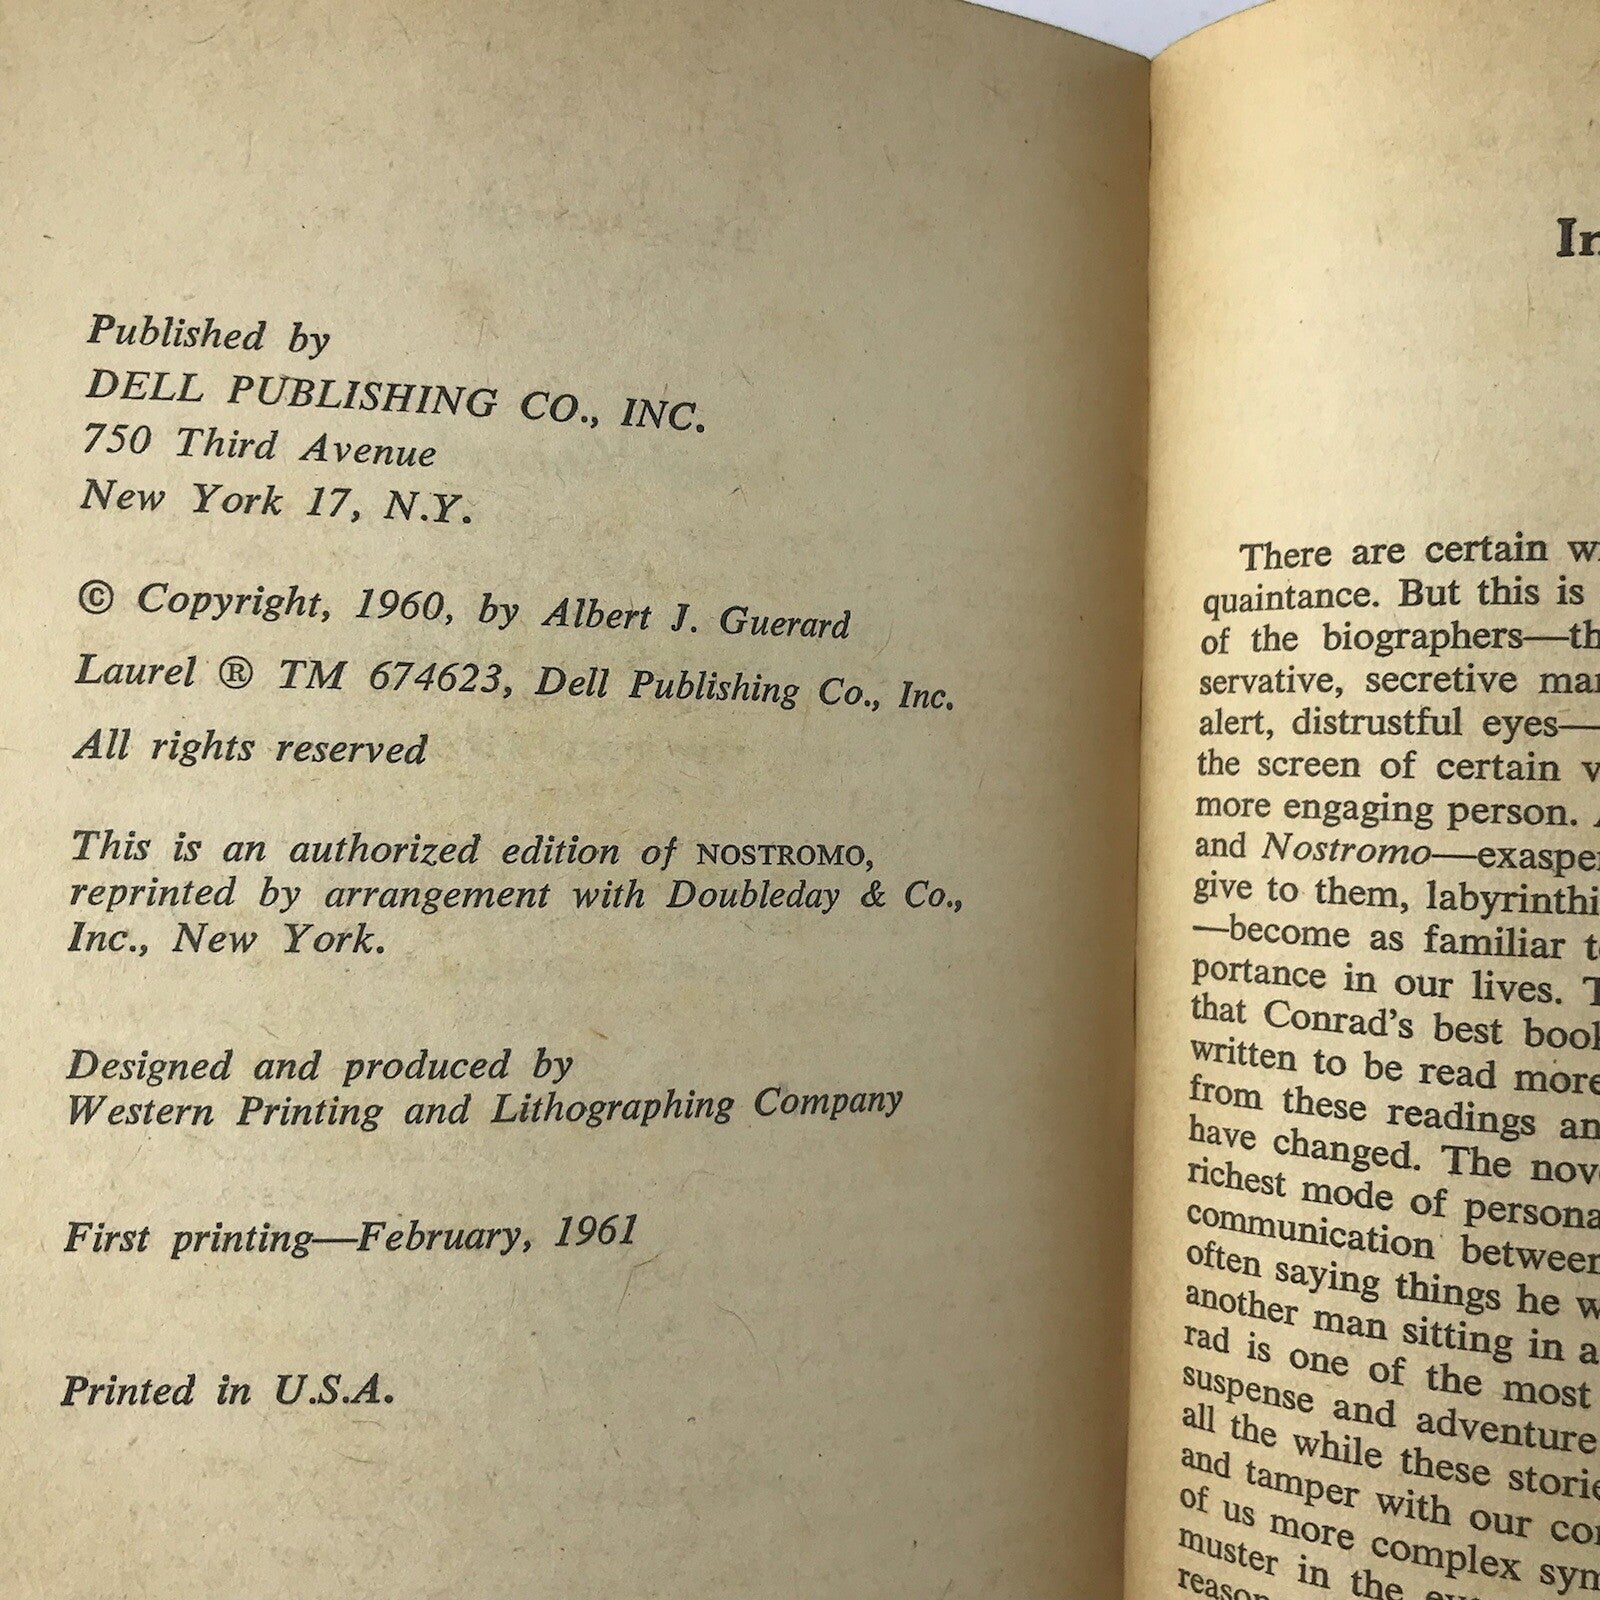 Published by
DELL PUBLISHING CO., INC.
750 Third Avenue
New York 17, N.Y.
© Copyright, 1960, by Albert J. Guerard
Laurel ® TM 674623, Dell Publishing Co., Inc.
All rights reserved
This is an authorized edition of NOSTROMO,
reprinted by arrangement with Doubleday & Co.,
Inc., New York.
Designed and produced by
Western Printing and Lithographing Company
First printing—February, 1961
Printed in U.S.A.
There are certain
quaintance. But this is
of the biographers—
servative, secretive
alert, distrustful eyes—
the screen of certain
more engaging person.
and Nostromo—
give to them,
—become as familiar
portance in our lives.
that Conrad's best
written to be read more
from these readings
have changed. The
richest mode of
communication between
often saying things he
another man sitting in a
rad is one of the most
suspense and adventure
all the while these
and tamper with our
of us more complex
muster in the